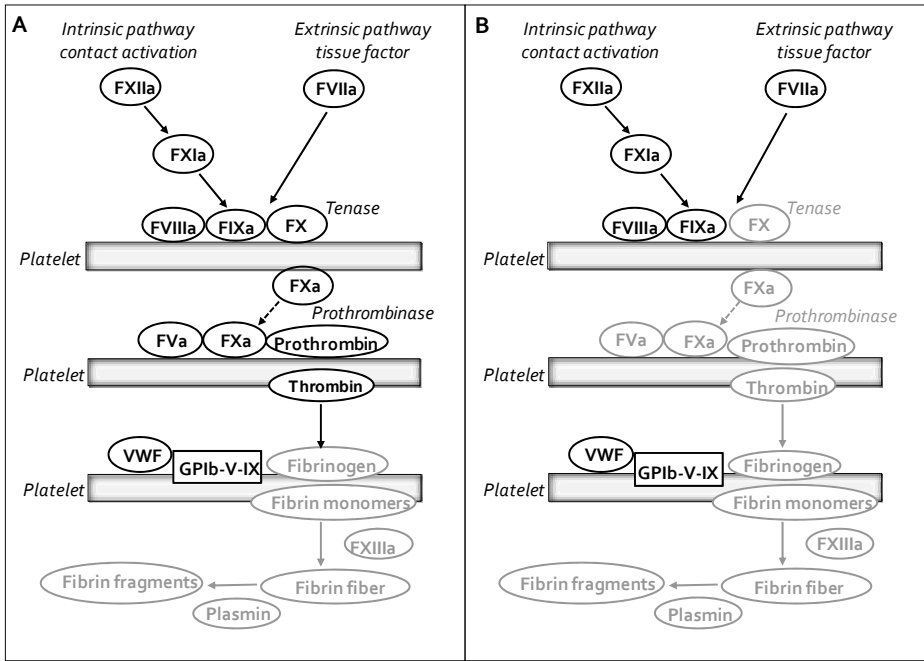 A
Intrinsic pathway
contact activation
Extrinsic pathway
tissue factor
FXIIa
FVIIa
FXIa
Tenase
FVIIIa
FIXa
FX
Platelet
FXa
Prothrombinase
FVa
FXa
Prothrombin
Platelet
Thrombin
VWF
GPIb-V-IX
Fibrinogen
Platelet
Fibrin monomers
FXIIIa
Fibrin fragments
Fibrin fiber
Plasmin
B
Intrinsic pathway
contact activation
Extrinsic pathway
tissue factor
FXIIa
FVIIa
FXIa
Tenase
FVIIIa
FIXa
FX
Platelet
FXa
Prothrombinase
FVa
FXa
Prothrombin
Platelet
Thrombin
VWF
GPIb-V-IX
Fibrinogen
Platelet
Fibrin monomers
FXIIIa
Fibrin fragments
Fibrin fiber
Plasmin